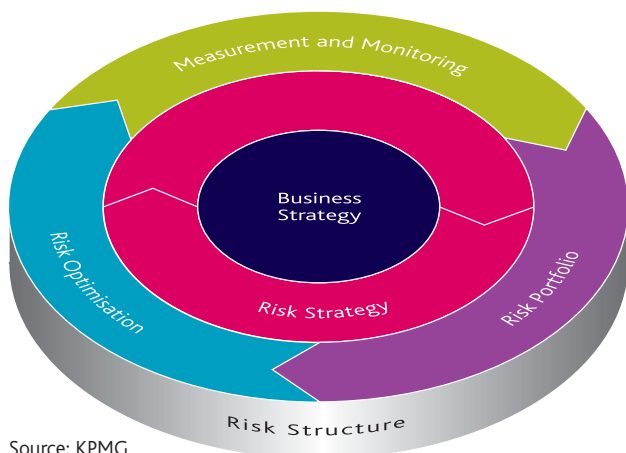 Measurement and Monitoring
Business
Strategy
Risk Optimisation
Risk Strategy
Risk Portfolio
Risk Structure
Source: KPMG